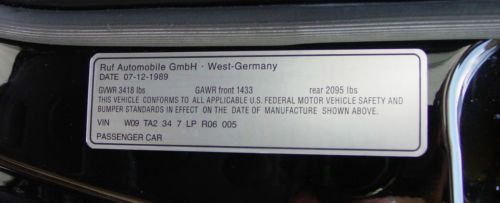 Ruf Automobile GmbH · West-Germany
DATE 07-12-1989
GVWR 3418 lbs GAWR front 1433 rear 2095 lbs
THIS VEHICLE CONFORMS TO ALL APPLICABLE U.S. FEDERAL MOTOR VEHICLE SAFETY AND
BUMPER STANDARDS IN EFFECT ON THE DATE OF MANUFACTURE SHOWN ABOVE.
VIN W09 TA2 34 7 LP R06 005
PASSENGER CAR